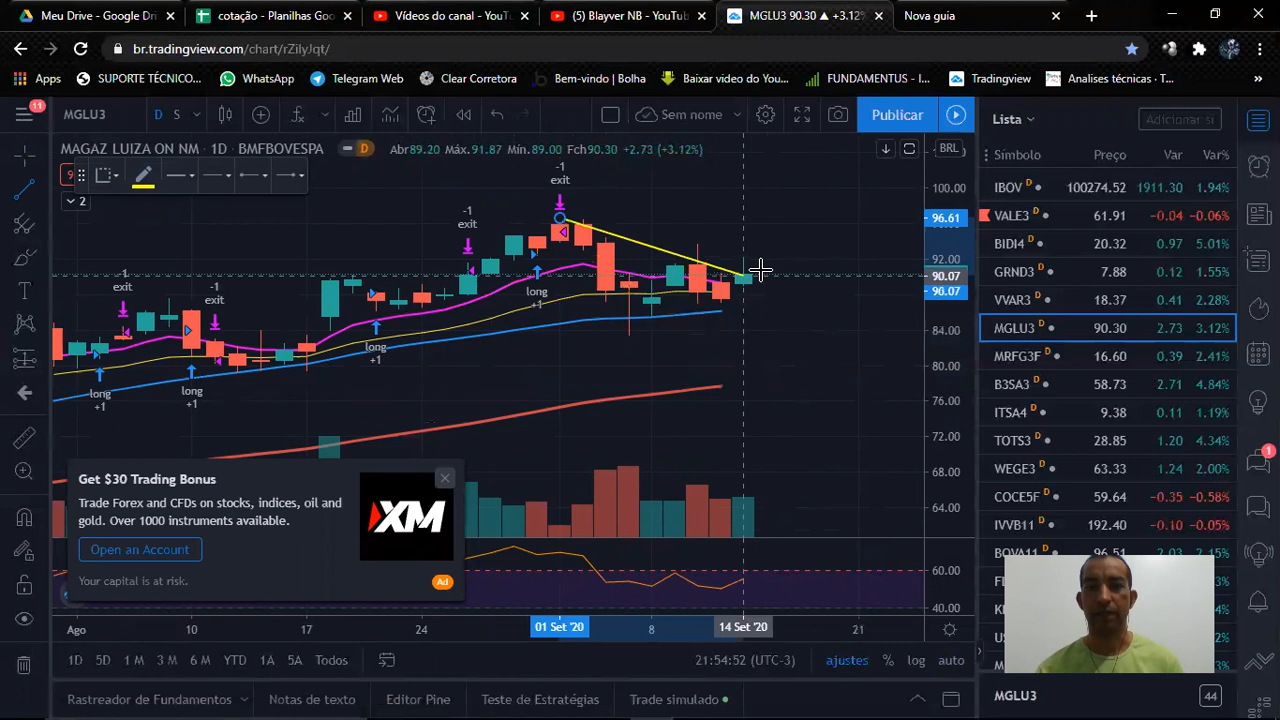 Meu Drive - Google D
cotação - Planilhas Goo
Vídeos do canal - YouT
(5) Blayver NB - YouTub
MGLU3 90.30 ▲ +3.12%
Nova guia
br.tradingview.com/chart/rZiIyJqt/
Apps
SUPORTE TÉCNICO...
WhatsApp
Telegram Web
Clear Corretora
Bem-vindo | Bolha
Baixar video do You...
FUNDAMENTUS - I...
Tradingview
Analises técnicas · T...
»
11
MGLU3
D
S
Sem nome
Publicar
Lista
Adicionar sí
MAGAZ LUIZA ON NM · 1D · BMFBOVESPA
D
Abr89.20 Máx.91.87 Mín.89.00 Fch90.30 +2.73 (+3.12%)
BRL
Símbolo
Preço
Var
Var%
9
2
-1
exit
-1
exit
-1
exit
-1
exit
long
+1
long
+1
long
+1
long
+1
100.00
96.61
92.00
90.07
90.07
84.00
80.00
76.00
72.00
68.00
64.00
60.00
40.00
IBOV D 100274.52 1911.30 1.94%
VALE3 D 61.91 -0.04 -0.06%
BIDI4 D 20.32 0.97 5.01%
GRND3 D 7.88 0.12 1.55%
VVAR3 D 18.37 0.41 2.28%
MGLU3 D 90.30 2.73 3.12%
MRFG3F D 16.60 0.39 2.41%
B3SA3 D 58.73 2.71 4.84%
ITSA4 D 9.38 0.11 1.19%
TOTS3 D 28.85 1.20 4.34%
WEGE3 D 63.33 1.24 2.00%
COCE5F D 59.64 -0.35 -0.58%
IVVB11 D 192.40 -0.10 -0.05%
BOVA11 D 96.51 2.03 2.15%
1
Get $30 Trading Bonus
Trade Forex and CFDs on stocks, indices, oil and
gold. Over 1000 instruments available.
Open an Account
Your capital is at risk.
XM
Ad
Ago
10
17
24
01 Set '20
8
14 Set '20
21
1D 5D 1 M 3 M 6 M YTD 1A 5A Todos
21:54:52 (UTC-3)
ajustes
%
log
auto
MGLU3
44
Rastreador de Fundamentos
Notas de texto
Editor Pine
Teste de Estratégias
Trade simulado